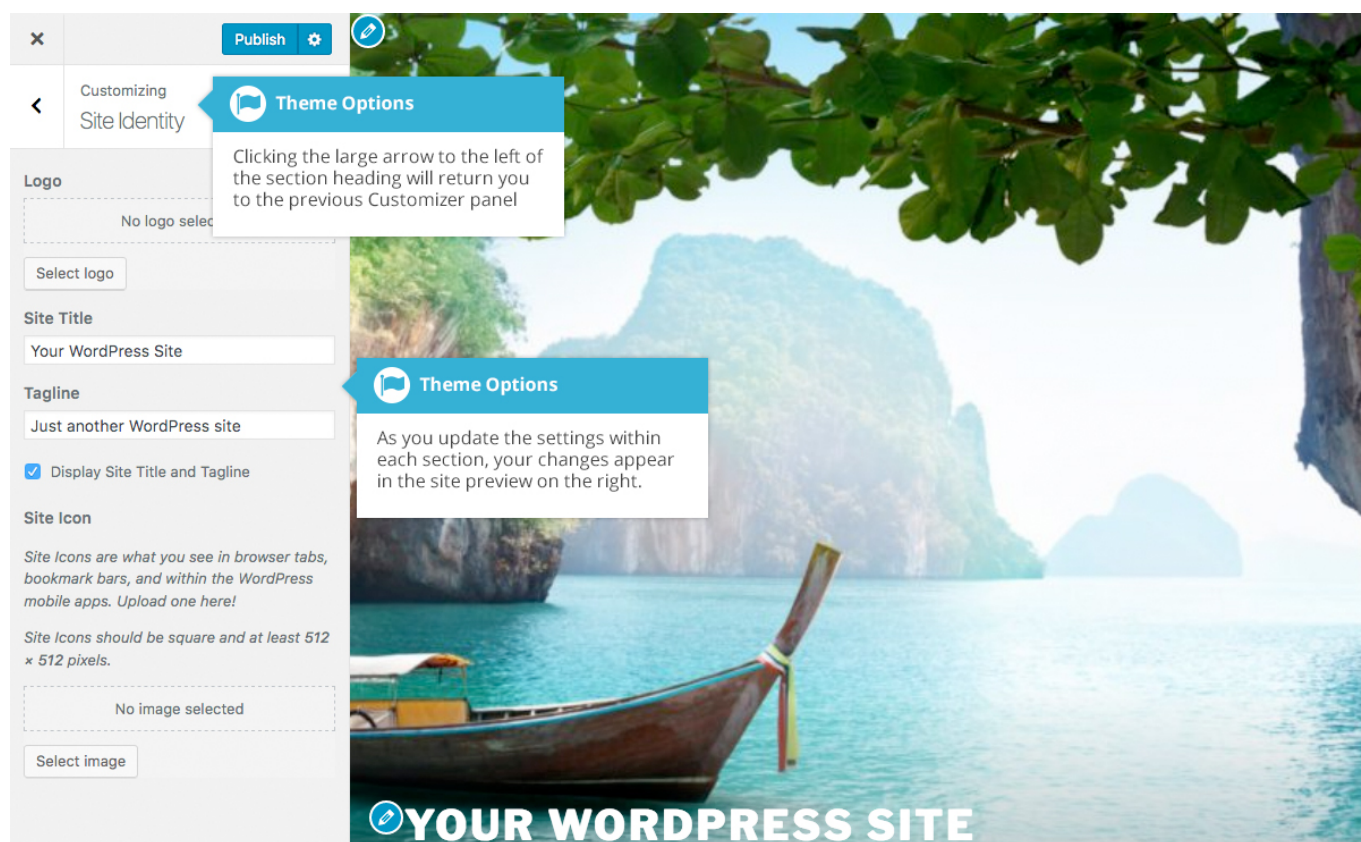 Publish
Customizing
Site Identity
Theme Options
Clicking the large arrow to the left of
the section heading will return you
to the previous Customizer panel
Logo
No logo selec
Select logo
Site Title
Your WordPress Site
Tagline
Just another WordPress site
Display Site Title and Tagline
Theme Options
As you update the settings within
each section, your changes appear
in the site preview on the right.
Site Icon
Site Icons are what you see in browser tabs,
bookmark bars, and within the WordPress
mobile apps. Upload one here!
Site Icons should be square and at least 512
× 512 pixels.
No image selected
Select image
YOUR WORDPRESS SITE